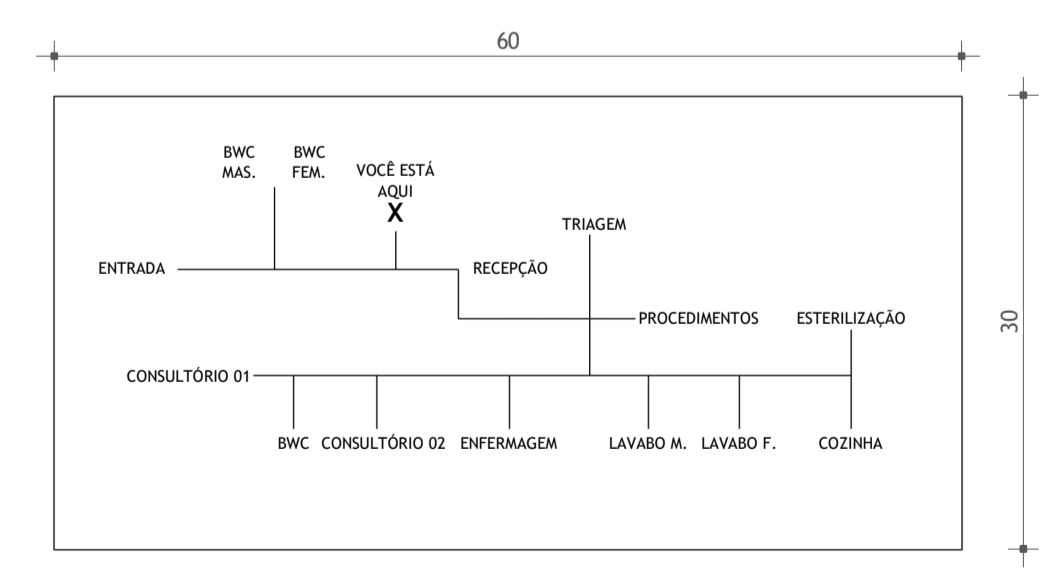 60
BWC
MAS.
BWC
FEM.
VOCÊ ESTÁ
AQUI
X
TRIAGEM
ENTRADA
RECEPÇÃO
PROCEDIMENTOS
ESTERILIZAÇÃO
30
CONSULTÓRIO 01
BWC
CONSULTÓRIO 02
ENFERMAGEM
LAVABO M.
LAVABO F.
COZINHA